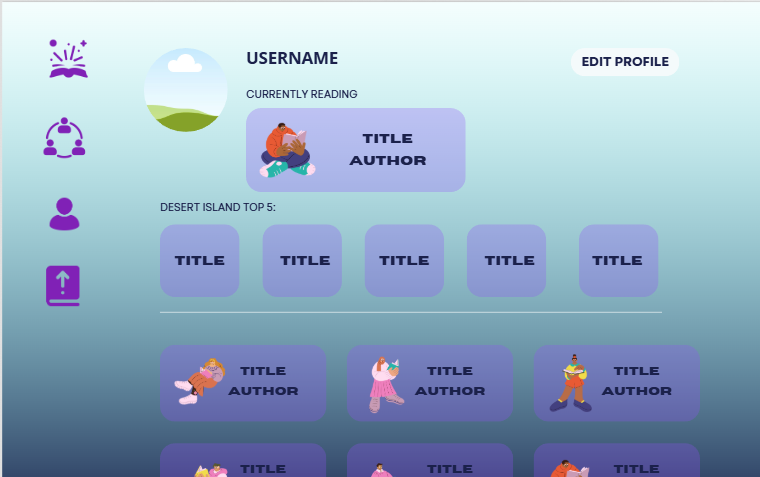 USERNAME
EDIT PROFILE
CURRENTLY READING
TITLE
AUTHOR
DESERT ISLAND TOP 5:
TITLE TITLE TITLE TITLE TITLE
TITLE TITLE TITLE
AUTHOR AUTHOR AUTHOR
TITLE TITLE TITLE